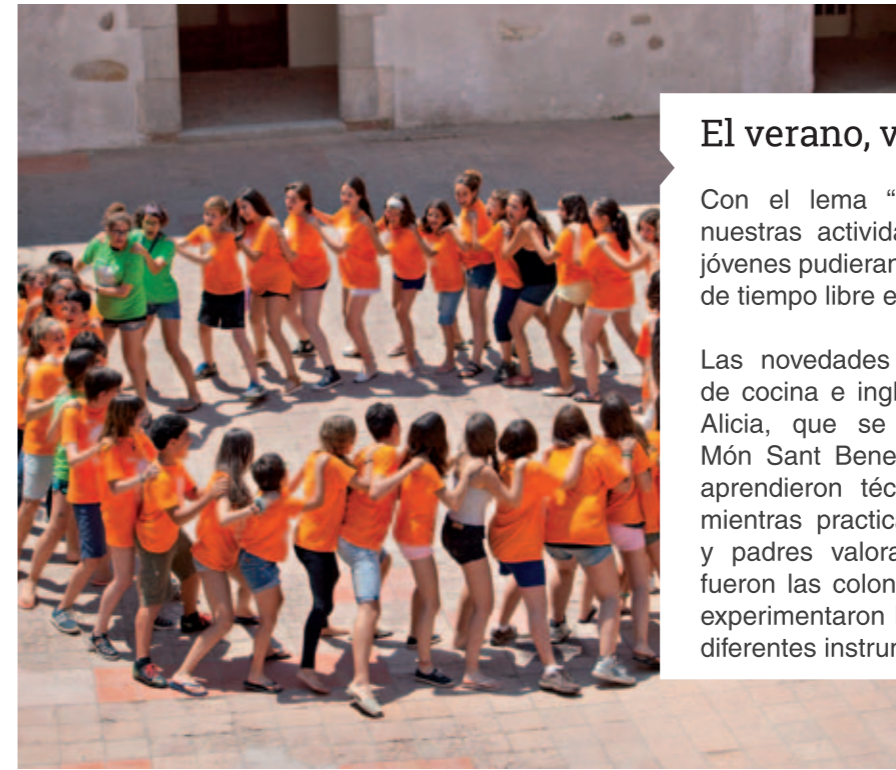 El verano, v
Con el lema “
nuestras activida
jóvenes pudieran
de tiempo libre e
Las novedades
de cocina e ingl
Alicia, que se
Món Sant Bene
aprendieron téc
mientras practica
y padres valora
fueron las colon
experimentaron
diferentes instrur